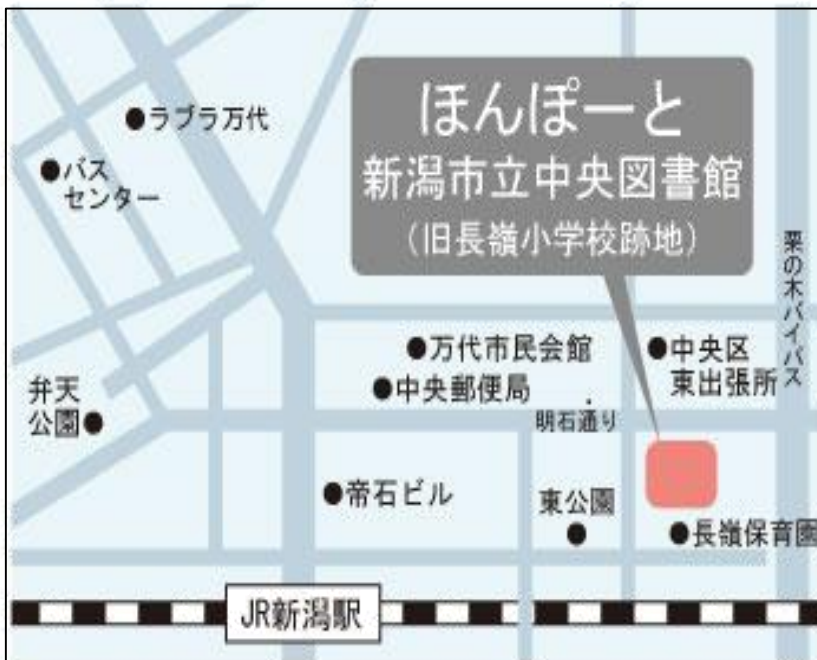 ほんぽーと
新潟市立中央図書館
（旧長嶺小学校跡地）
●ラブラ万代
●バス
センター
栗の木バイパス
●万代市民会館
●中央郵便局
●中央区
東出張所
明石通り
弁天
公園●
●帝石ビル
東公園
●
●長嶺保育園
JR新潟駅